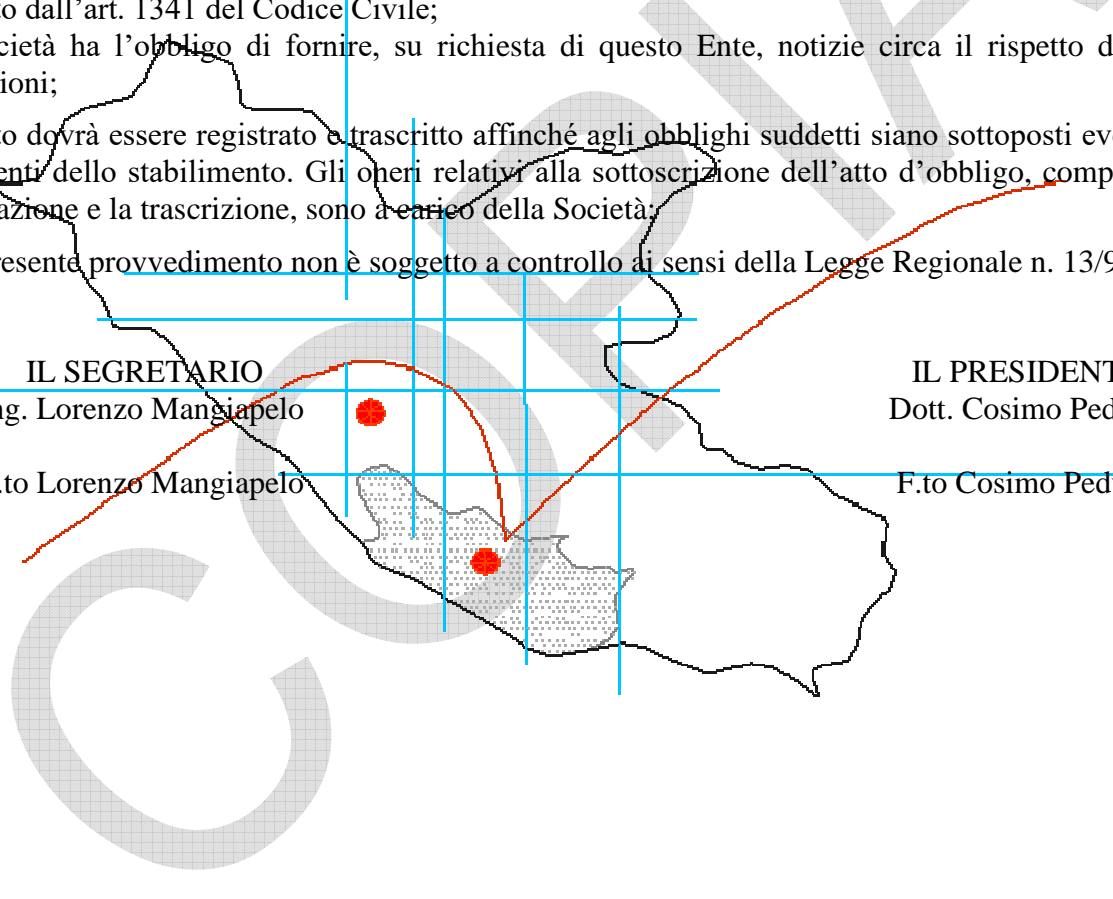 to dall'art. 1341 del Codice Civile;
cietà ha l'obbligo di fornire, su richiesta di questo Ente, notizie circa il rispetto d
ioni;
to dovrà essere registrato e trascritto affinché agli obblighi suddetti siano sottoposti eve
enti dello stabilimento. Gli oneri relativi alla sottoscrizione dell'atto d'obbligo, comp
azione e la trascrizione, sono a carico della Società;
resente provvedimento non è soggetto a controllo ai sensi della Legge Regionale n. 13/9
IL SEGRETARIO IL PRESIDENT
ng. Lorenzo Mangiapelo Dott. Cosimo Ped
.to Lorenzo Mangiapelo F.to Cosimo Ped
COPIA